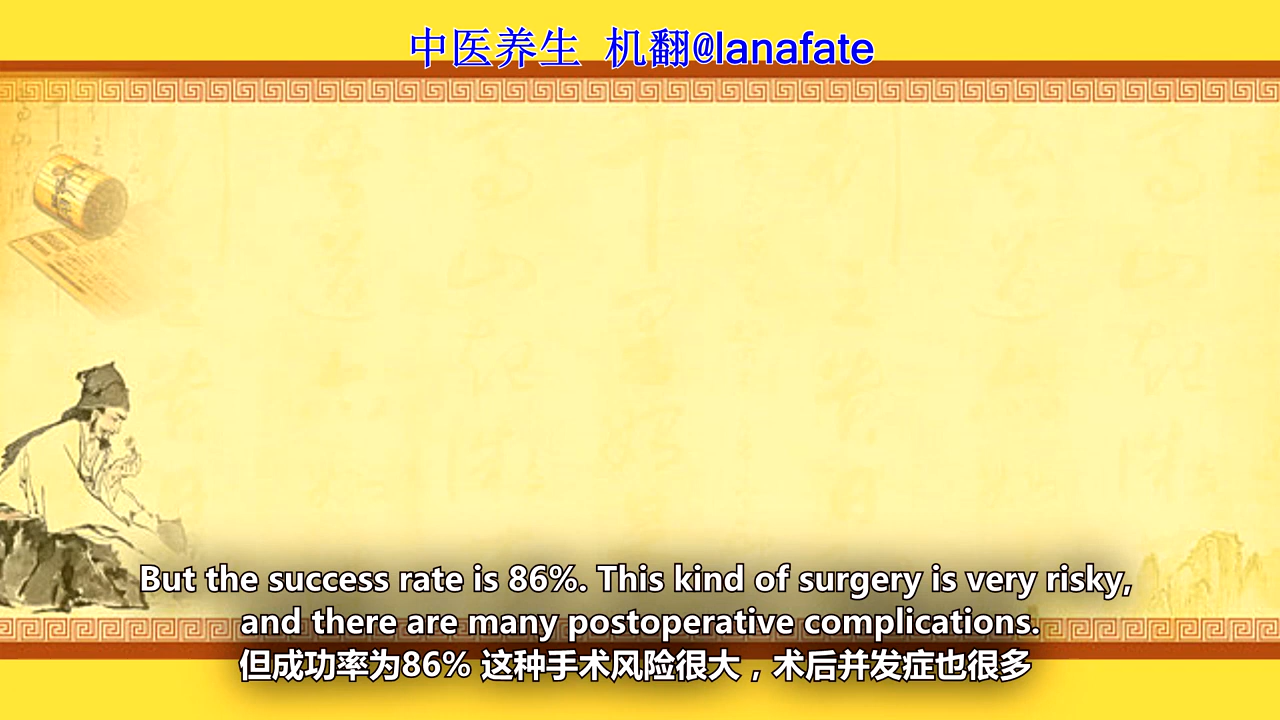 中医养生 机翻@lanafate
But the success rate is 86%. This kind of surgery is very risky,
and there are many postoperative complications.
但成功率为86% 这种手术风险很大，术后并发症也很多